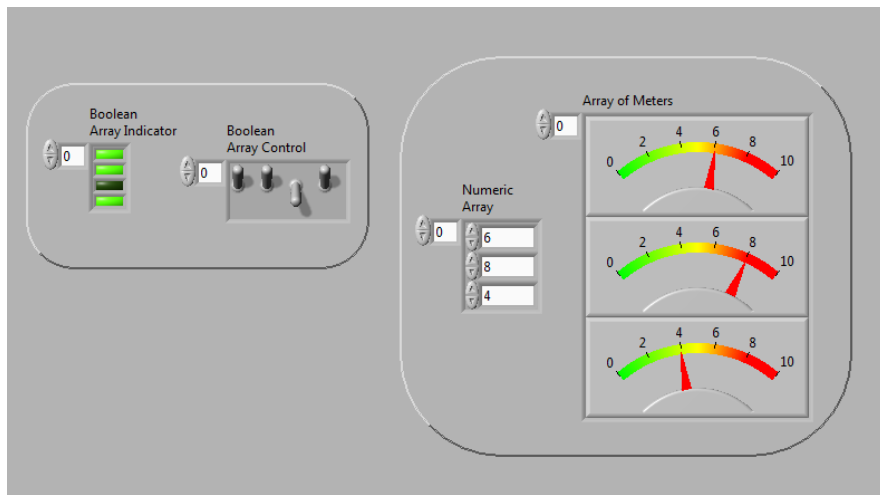 Boolean
Array Indicator
0
Boolean
Array Control
0
Array of Meters
0
0 2 4 6 8 10
Numeric
Array
0
6
8
4
0 2 4 6 8 10
0 2 4 6 8 10